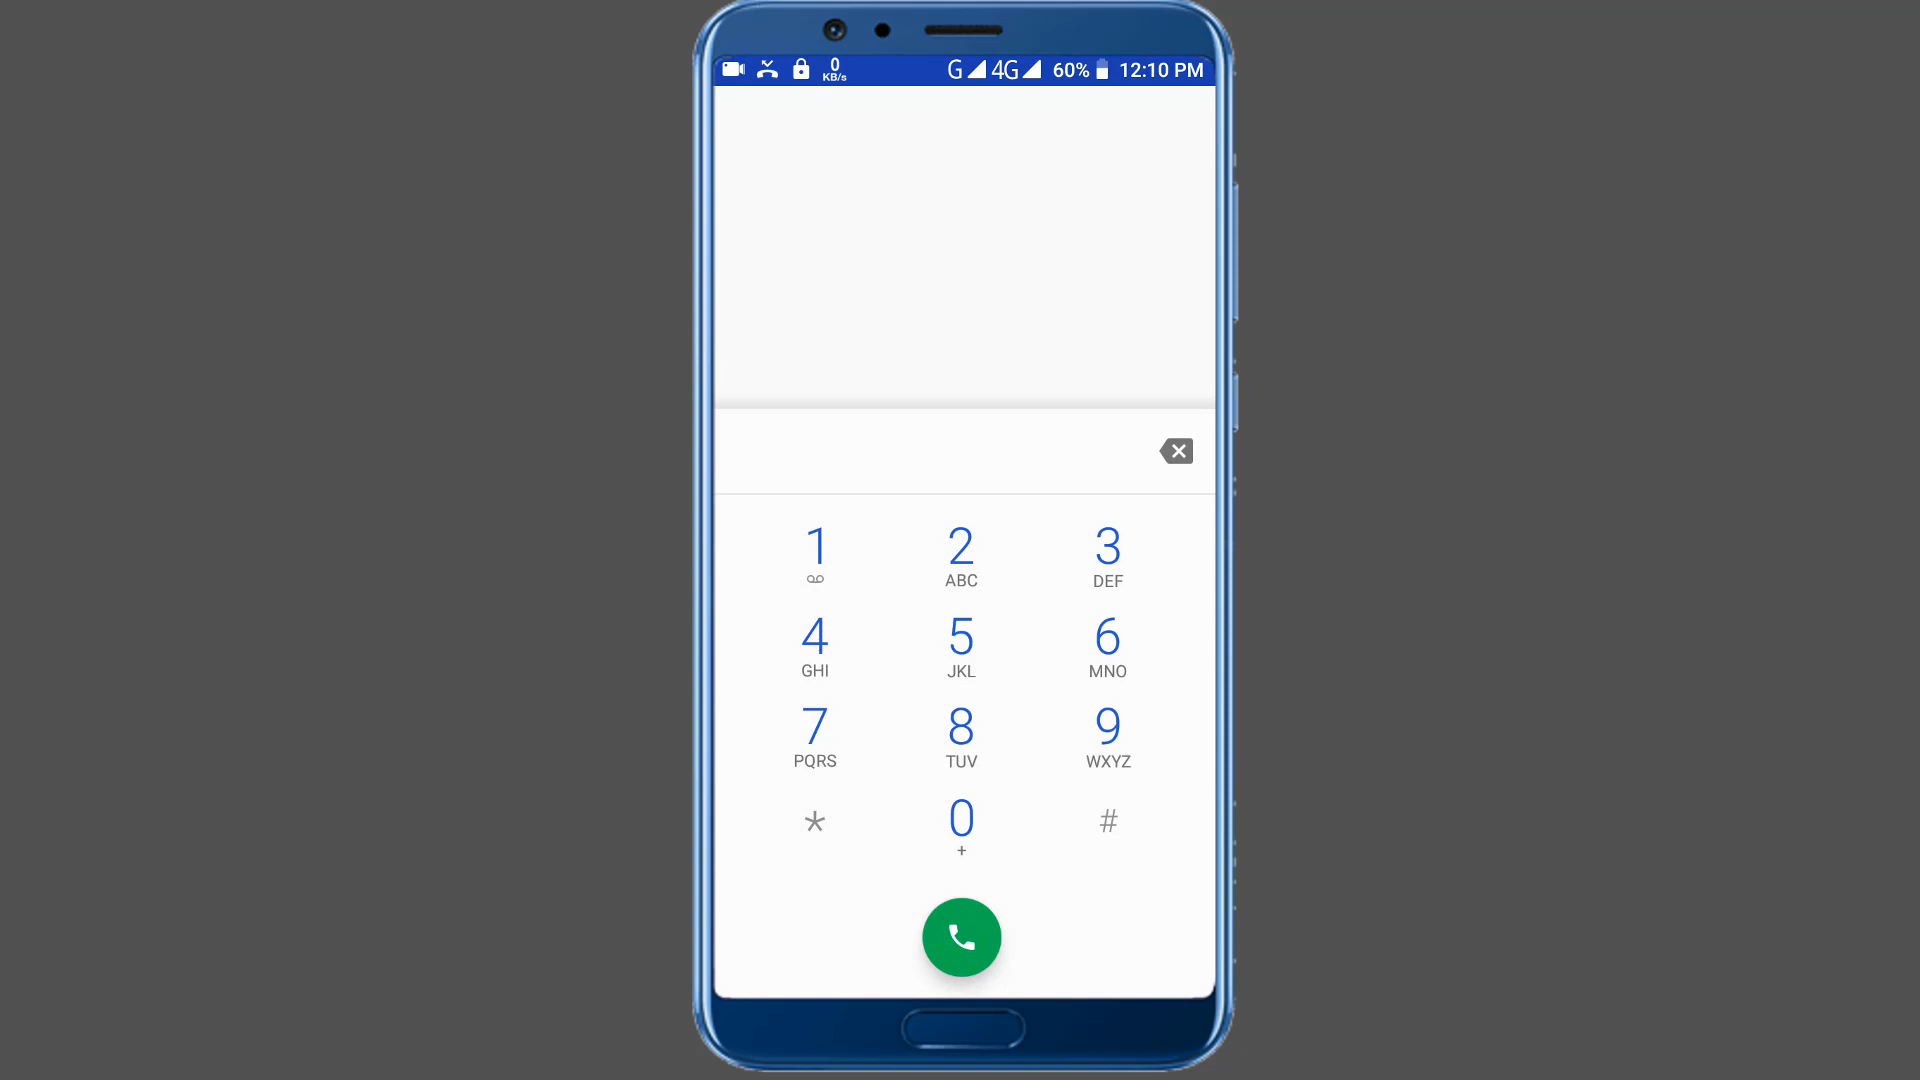 0 KB/s G 4G 60% 12:10 PM
1 2 3
ABC DEF
4 5 6
GHI JKL MNO
7 8 9
PQRS TUV WXYZ
* 0 #
+